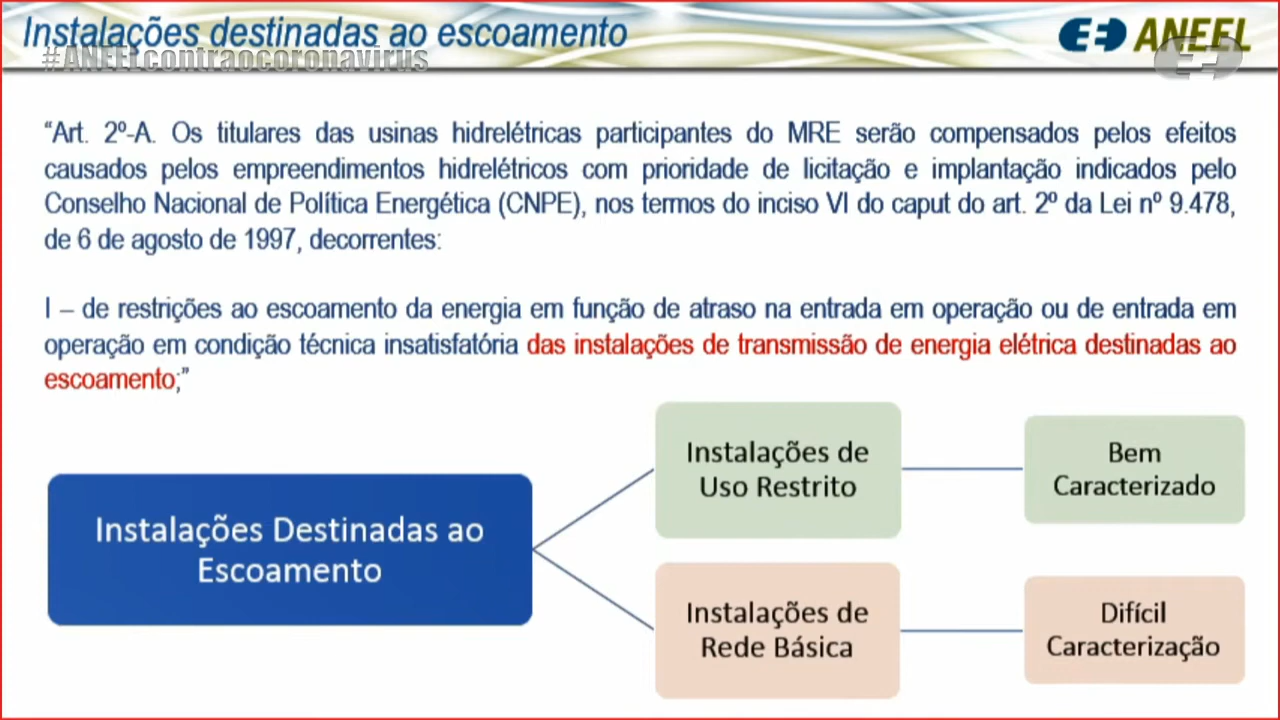 Instalações destinadas ao escoamento
ANEEL
#ANEELcontraocoronavirus
“Art. 2º-A. Os titulares das usinas hidrelétricas participantes do MRE serão compensados pelos efeitos
causados pelos empreendimentos hidrelétricos com prioridade de licitação e implantação indicados pelo
Conselho Nacional de Política Energética (CNPE), nos termos do inciso VI do caput do art. 2º da Lei nº 9.478,
de 6 de agosto de 1997, decorrentes:
I – de restrições ao escoamento da energia em função de atraso na entrada em operação ou de entrada em
operação em condição técnica insatisfatória das instalações de transmissão de energia elétrica destinadas ao
escoamento;”
Instalações Destinadas ao
Escoamento
Instalações de
Uso Restrito
Bem
Caracterizado
Instalações de
Rede Básica
Difícil
Caracterização